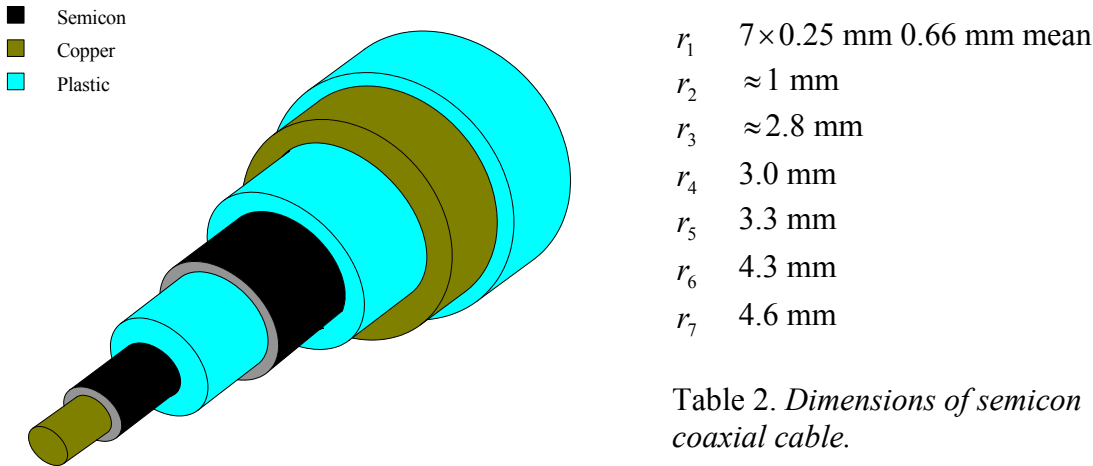 Semicon
Copper
Plastic
r₁ 7×0.25 mm 0.66 mm mean
r₂ ≈1 mm
r₃ ≈2.8 mm
r₄ 3.0 mm
r₅ 3.3 mm
r₆ 4.3 mm
r₇ 4.6 mm
Table 2. Dimensions of semicon
coaxial cable.